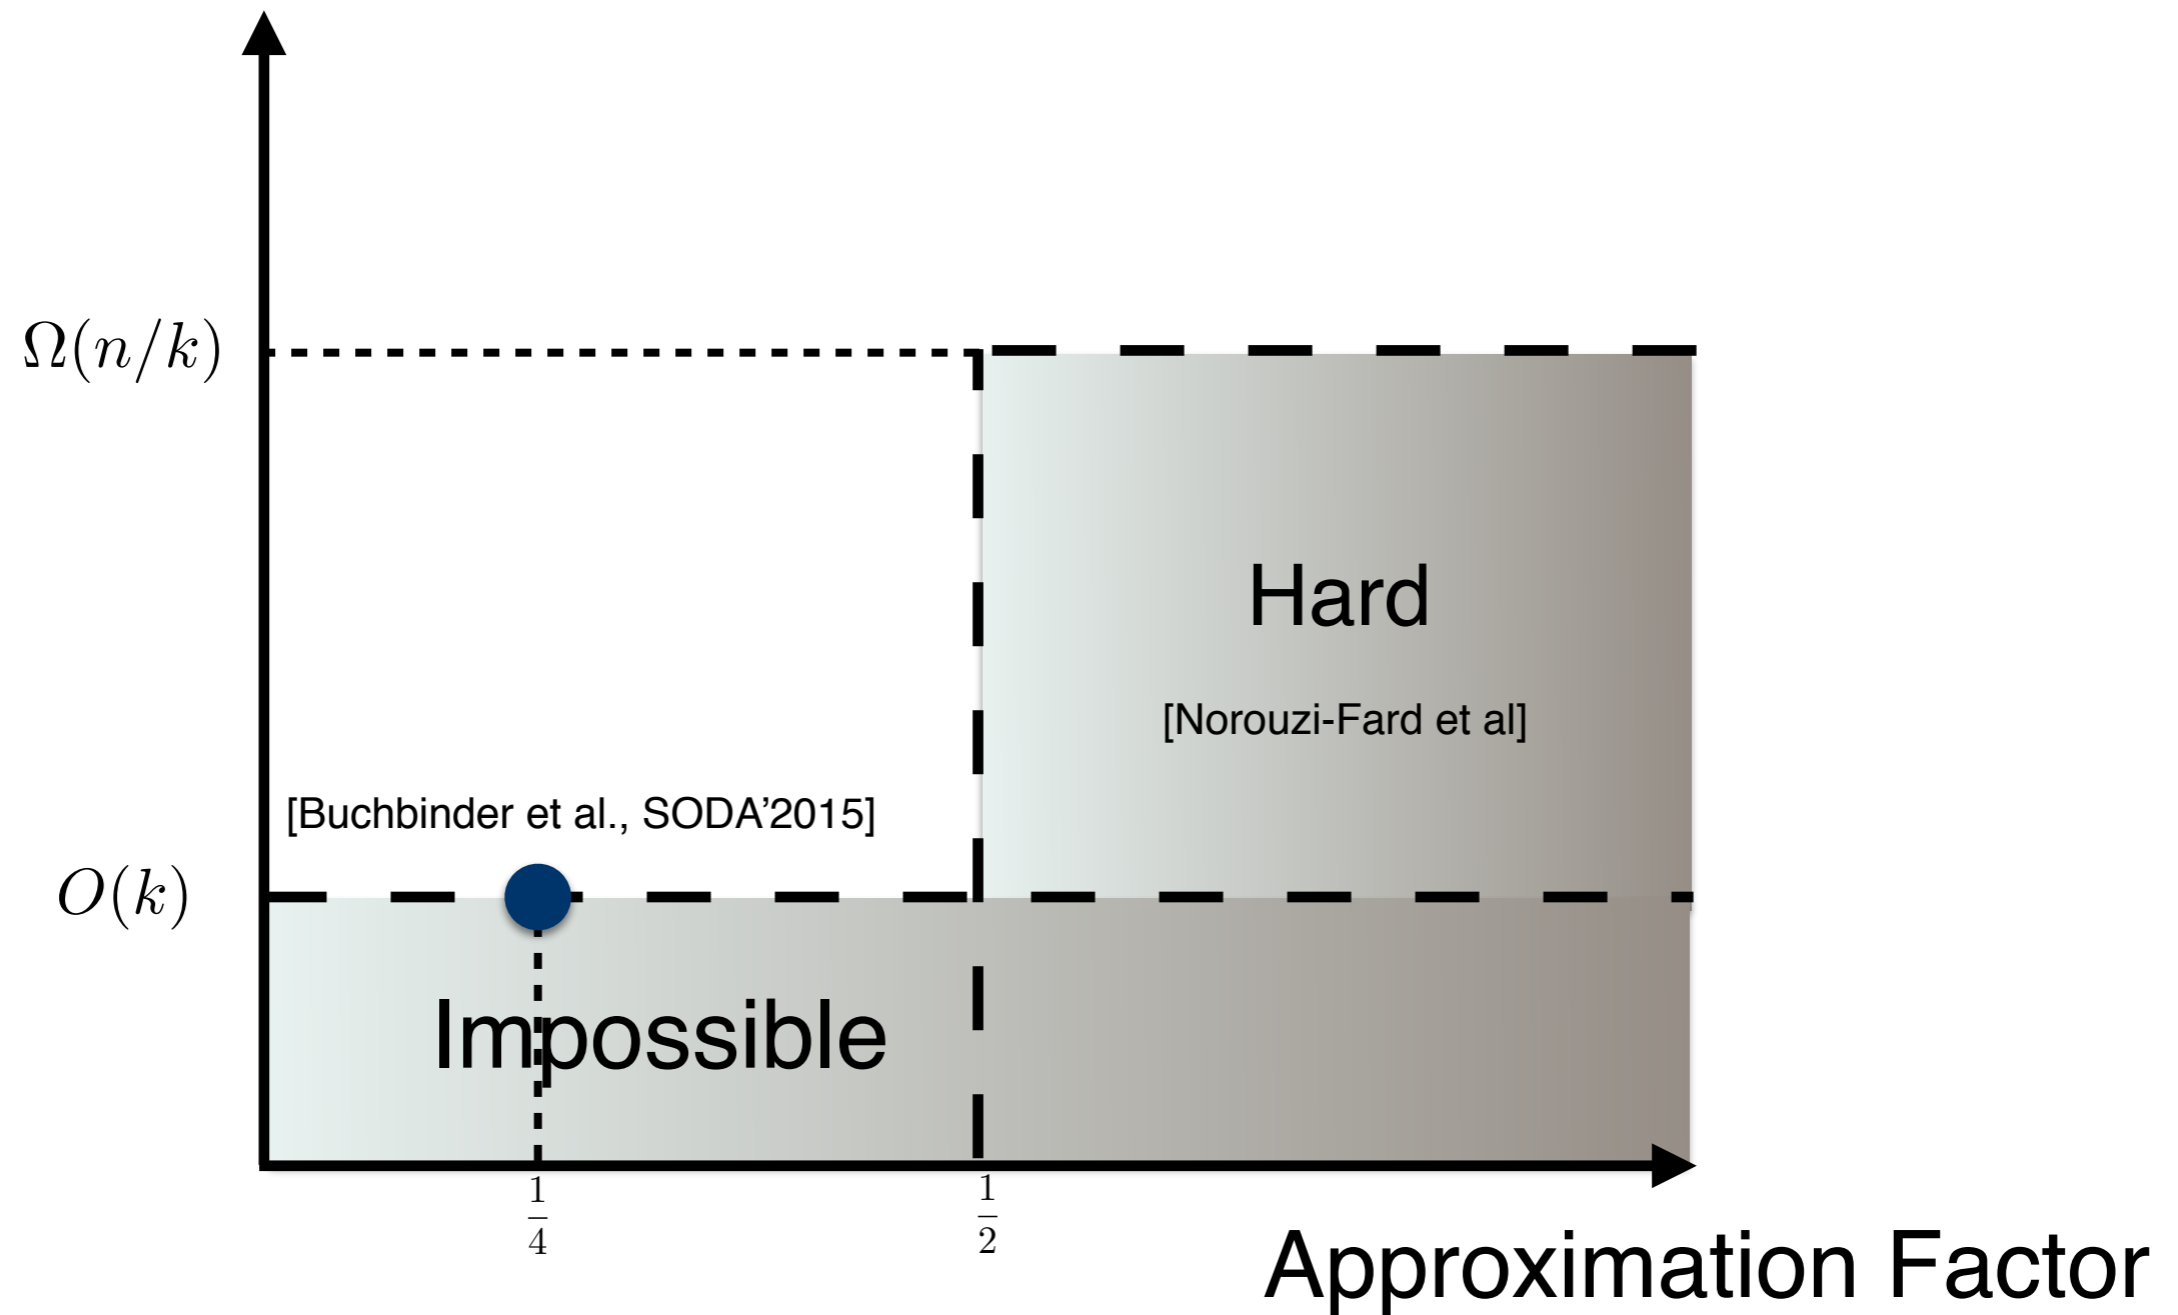 Ω(n/k)
Hard
[Norouzi-Fard et al]
[Buchbinder et al., SODA’2015]
O(k)
Impossible
1/4
1/2
Approximation Factor